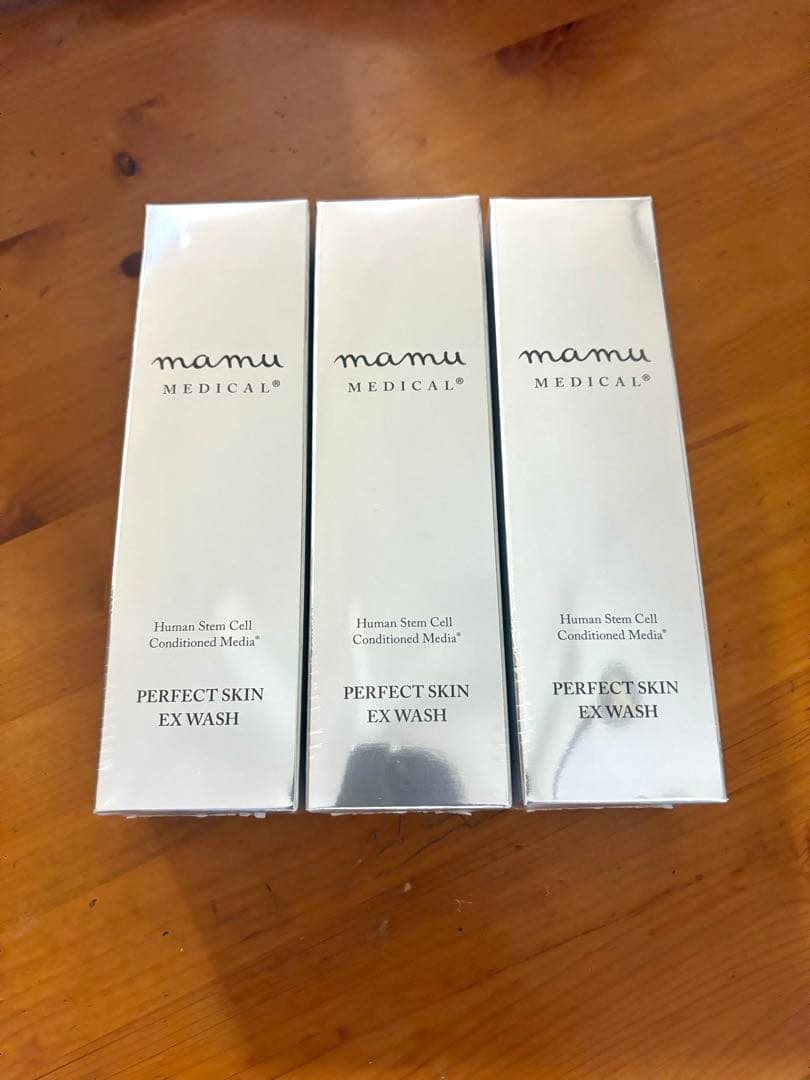 mamu
MEDICAL®
Human Stem Cell
Conditioned Media®
PERFECT SKIN
EX WASH
mamu
MEDICAL®
Human Stem Cell
Conditioned Media®
PERFECT SKIN
EX WASH
mamu
MEDICAL®
Human Stem Cell
Conditioned Media®
PERFECT SKIN
EX WASH